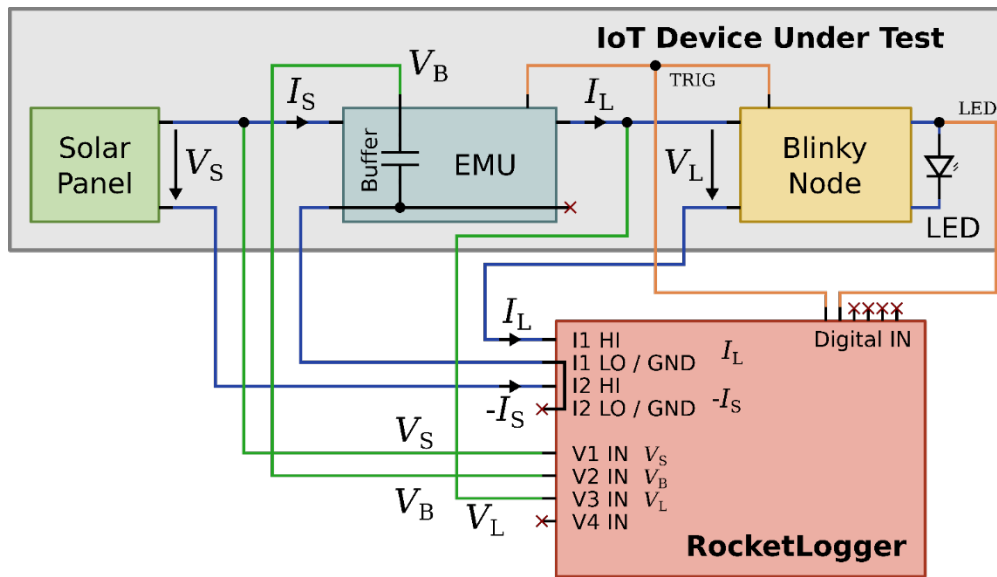 IoT Device Under Test
V_B
TRIG
I_S
I_L
LED
Solar
Panel
V_S
Buffer
EMU
V_L
Blinky
Node
LED
I_L
Digital IN
I1 HI
I1 LO / GND
I_L
I2 HI
I2 LO / GND
-I_S
-I_S
V_S
V1 IN V_S
V2 IN V_B
V_B
V_L
V3 IN V_L
V4 IN
RocketLogger